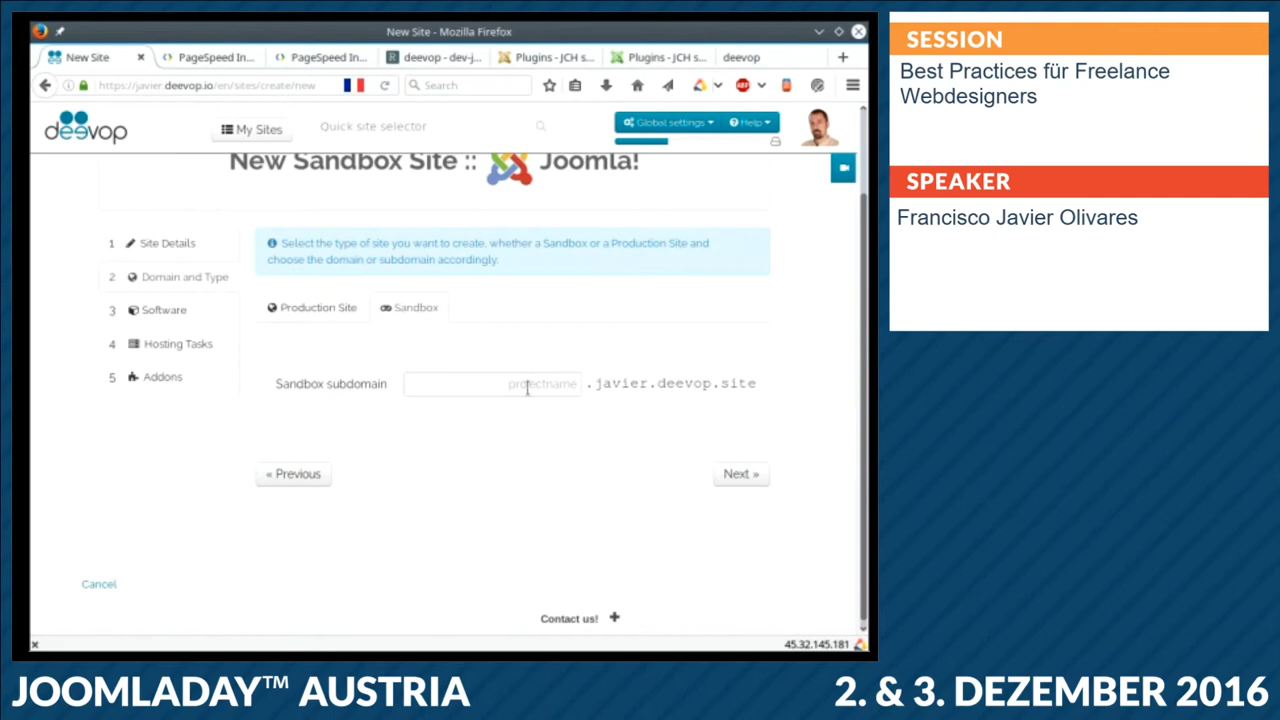 New Site - Mozilla Firefox
New Site
PageSpeed In...
PageSpeed In...
deevop - dev-j...
Plugins - JCH s...
Plugins - JCH s...
deevop
https://javier.deevop.io/en/sites/create/new
Search
ABP
deevop
My Sites
Quick site selector
Global settings
Help
New Sandbox Site :: Joomla!
1 Site Details
2 Domain and Type
3 Software
4 Hosting Tasks
5 Addons
Select the type of site you want to create, whether a Sandbox or a Production Site and
choose the domain or subdomain accordingly.
Production Site
Sandbox
Sandbox subdomain
projectname
.javier.deevop.site
« Previous
Next »
Cancel
Contact us!
45.32.145.181
SESSION
Best Practices für Freelance
Webdesigners
SPEAKER
Francisco Javier Olivares
JOOMLADAY™ AUSTRIA
2. & 3. DEZEMBER 2016